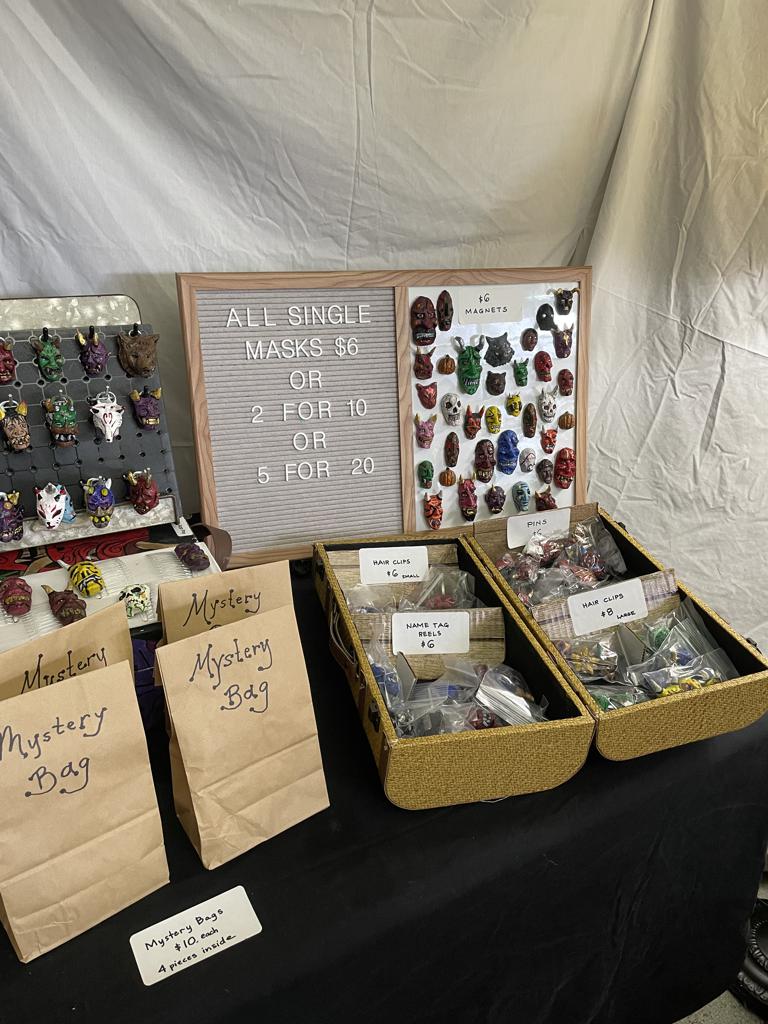 ALL SINGLE
MASKS $6
OR
2 FOR 10
OR
5 FOR 20
$6
MAGNETS
PINS
HAIR CLIPS
$6 SMALL
HAIR CLIPS
$8 LARGE
NAME TAG
REELS
$6
Mystery
Mystery
Bag
Mystery
Mystery
Bag
Mystery Bags
$10 each
4 pieces inside